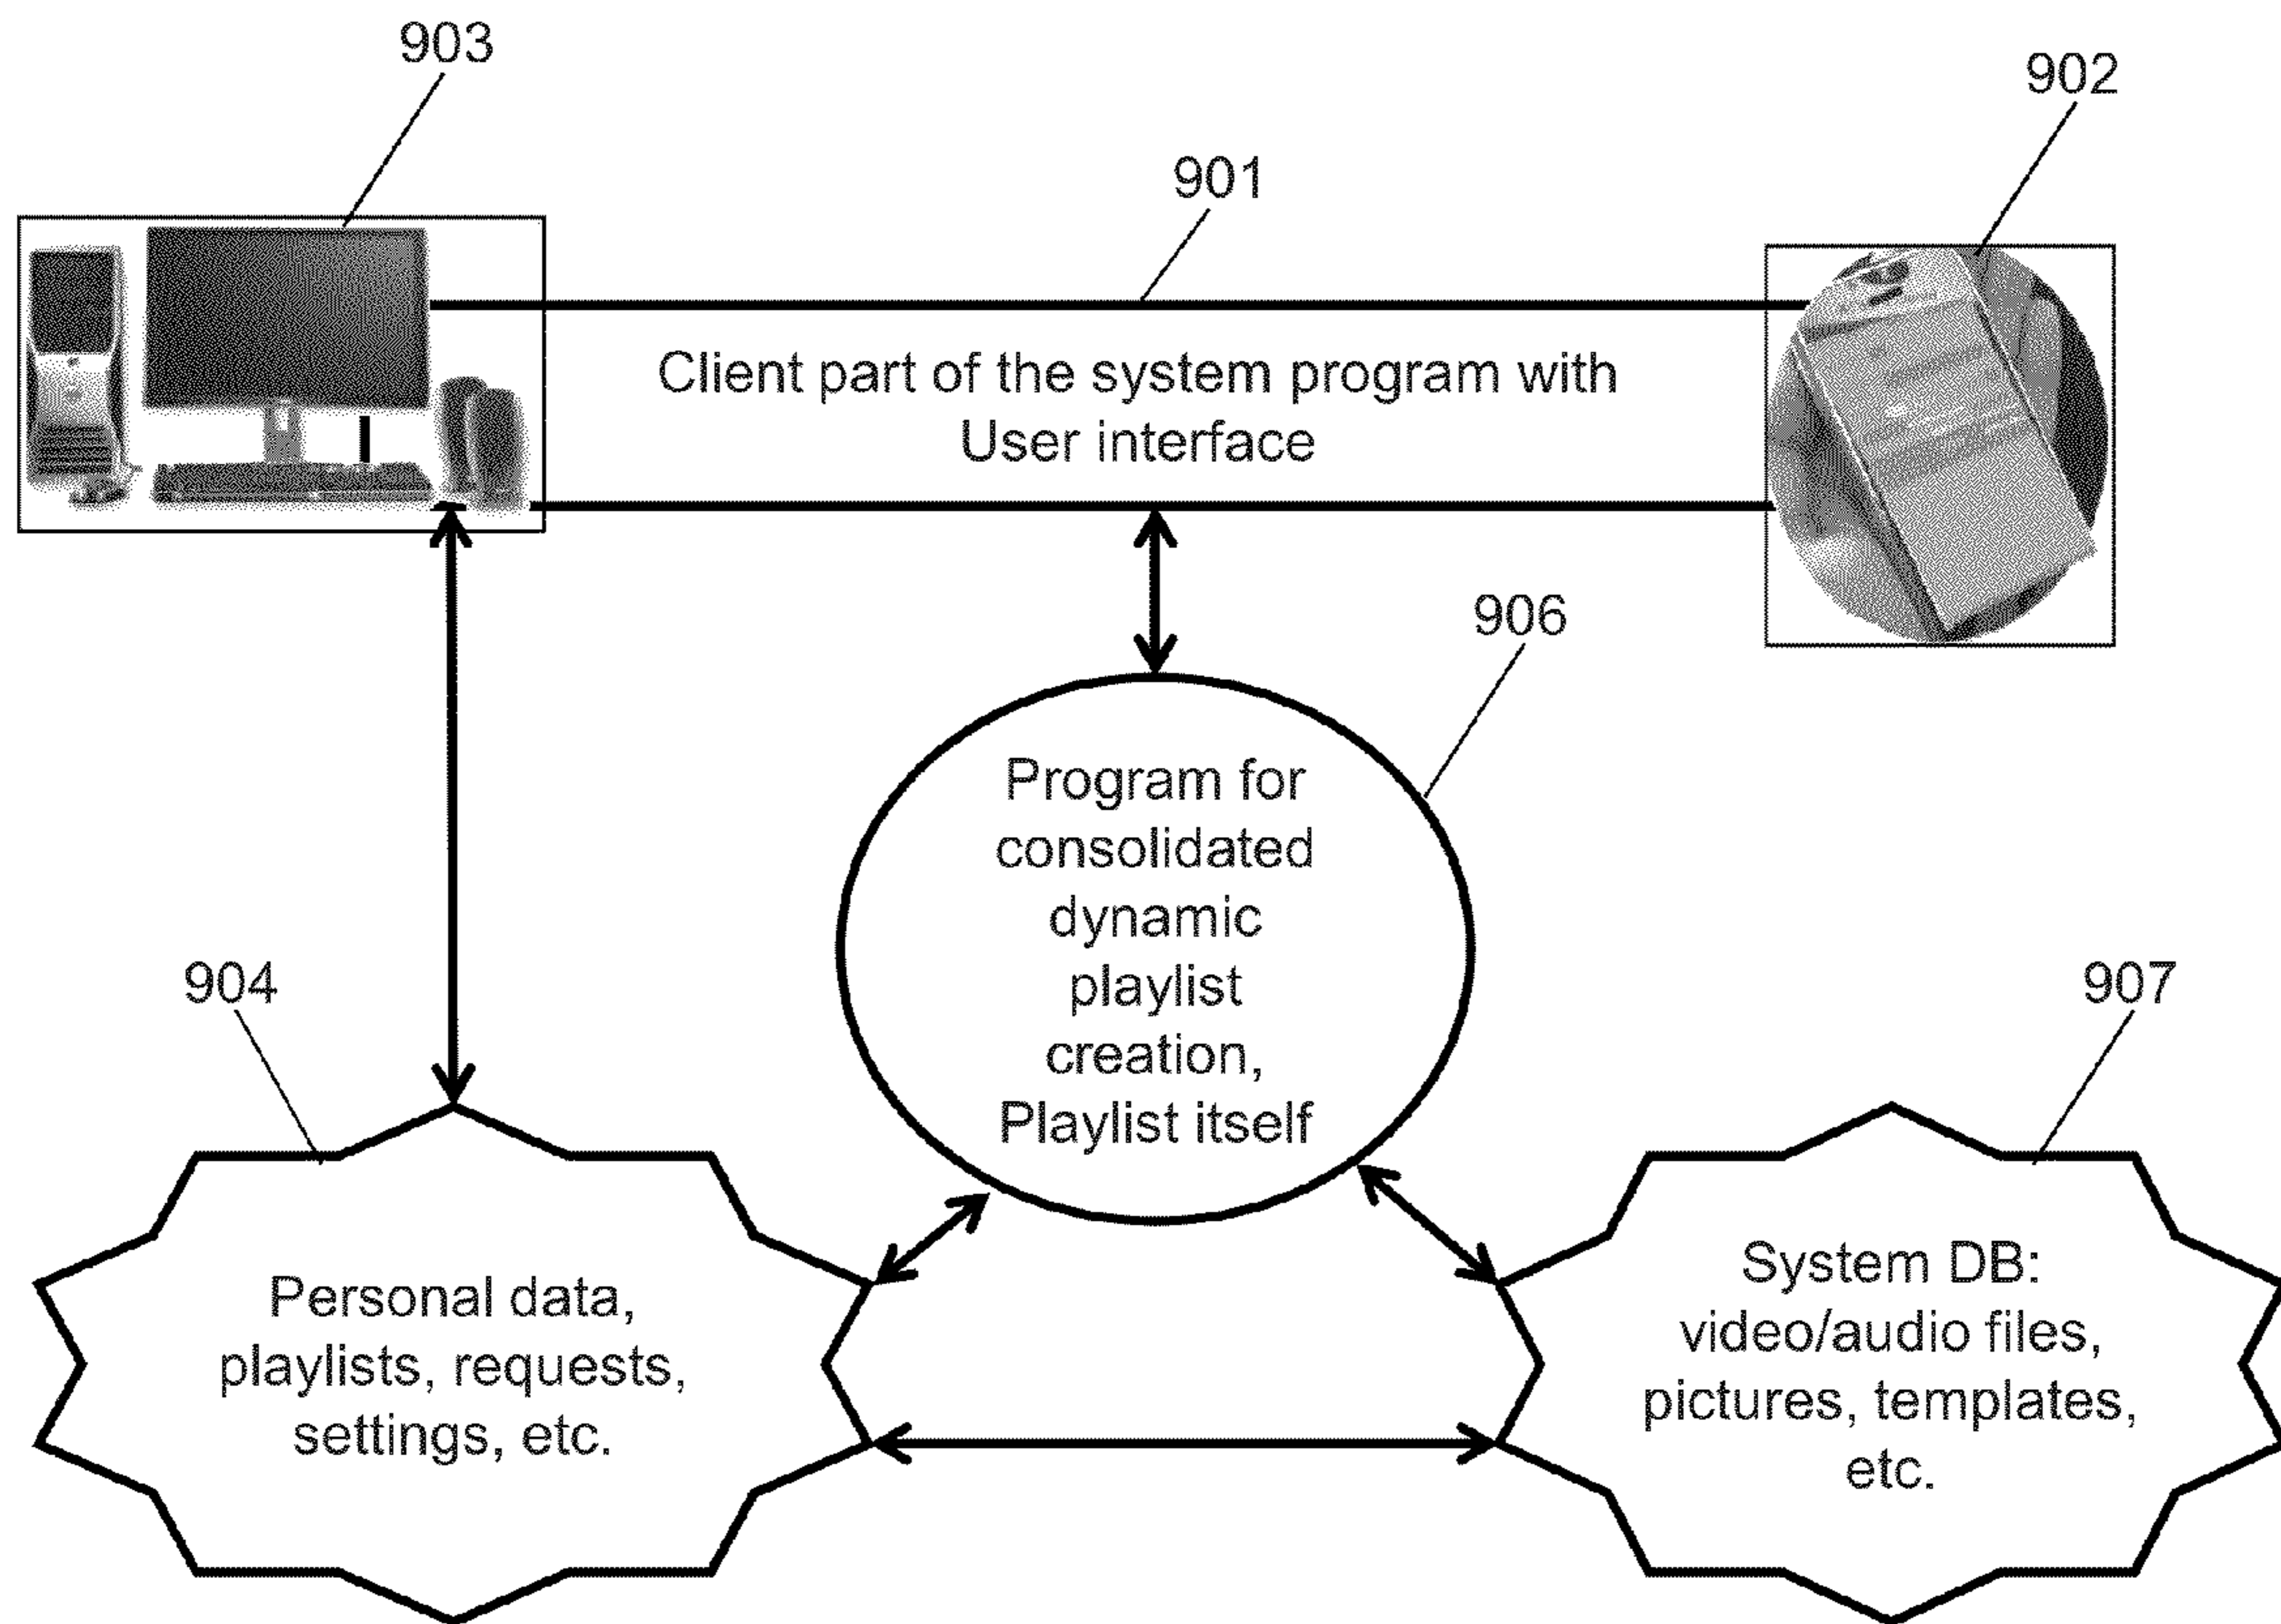 903
902
901
Client part of the system program with
User interface
906
Program for
consolidated
dynamic
playlist
creation,
Playlist itself
904
907
Personal data,
playlists, requests,
settings, etc.
System DB:
video/audio files,
pictures, templates,
etc.